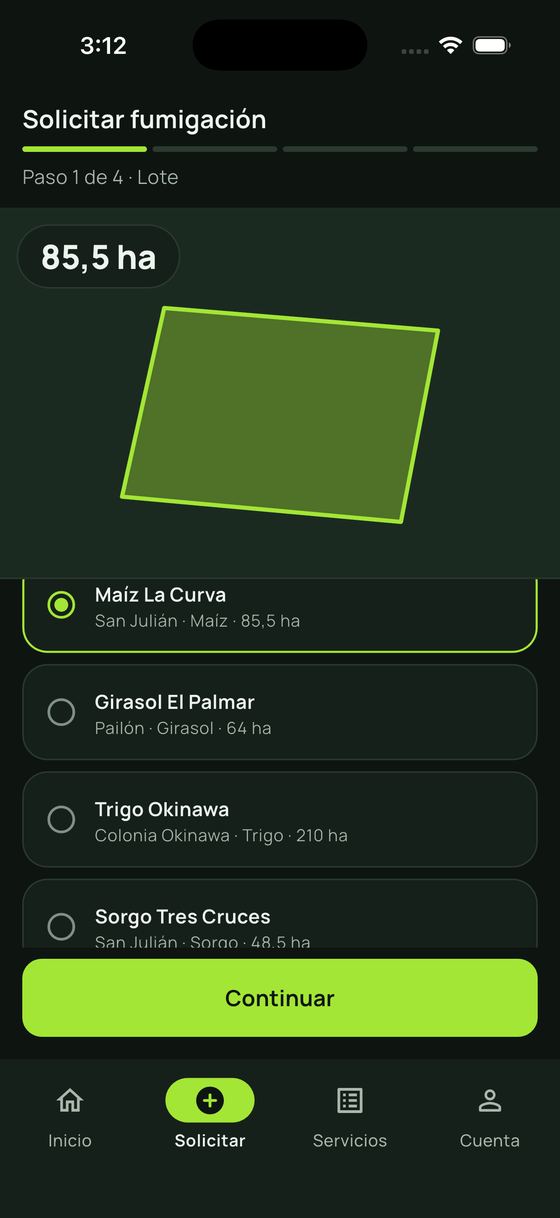 3:12
Solicitar fumigación
Paso 1 de 4 · Lote
85,5 ha
Maíz La Curva
San Julián · Maíz · 85,5 ha
Girasol El Palmar
Pailón · Girasol · 64 ha
Trigo Okinawa
Colonia Okinawa · Trigo · 210 ha
Sorgo Tres Cruces
San Julián · Sorgo · 48,5 ha
Continuar
Inicio
Solicitar
Servicios
Cuenta